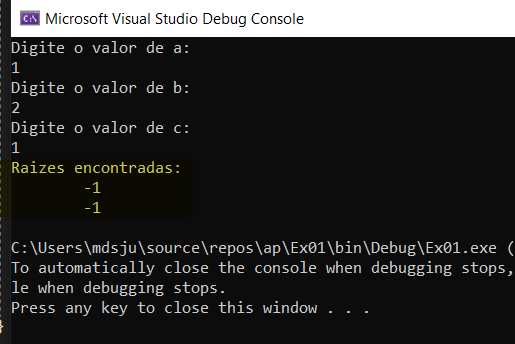 Microsoft Visual Studio Debug Console
Digite o valor de a:
1
Digite o valor de b:
2
Digite o valor de c:
1
Raizes encontradas:
-1
-1
C:\Users\mdsju\source\repos\ap\Ex01\bin\Debug\Ex01.exe (
To automatically close the console when debugging stops,
le when debugging stops.
Press any key to close this window . . .